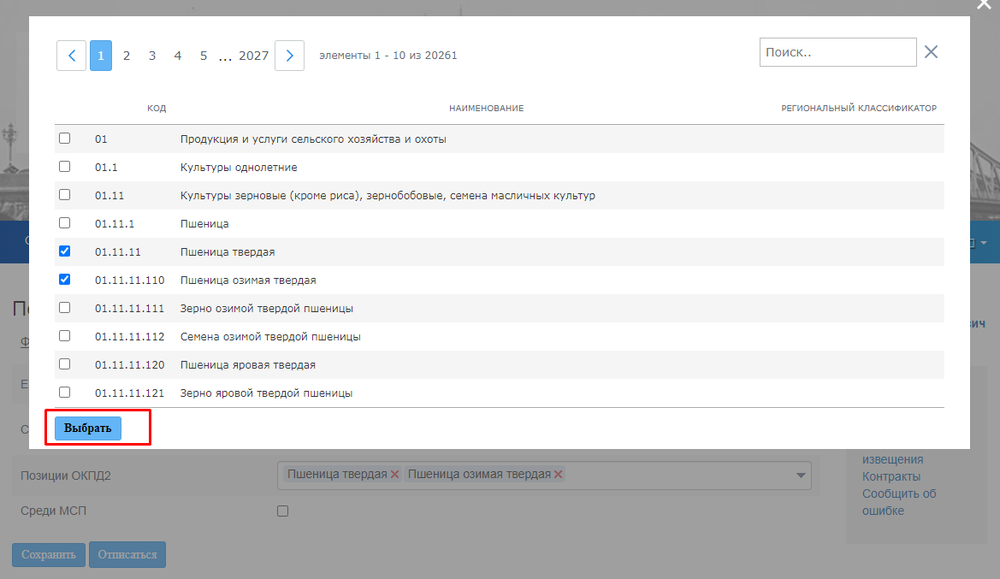 1 2 3 4 5 ... 2027 элементы 1 - 10 из 20261 Поиск..
КОД НАИМЕНОВАНИЕ РЕГИОНАЛЬНЫЙ КЛАССИФИКАТОР
01 Продукция и услуги сельского хозяйства и охоты
01.1 Культуры однолетние
01.11 Культуры зерновые (кроме риса), зернобобовые, семена масличных культур
01.11.1 Пшеница
01.11.11 Пшеница твердая
01.11.11.110 Пшеница озимая твердая
01.11.11.111 Зерно озимой твердой пшеницы
01.11.11.112 Семена озимой твердой пшеницы
01.11.11.120 Пшеница яровая твердая
01.11.11.121 Зерно яровой твердой пшеницы
Выбрать
Позиции ОКПД2 Пшеница твердая Пшеница озимая твердая
Среди МСП
Сохранить Отписаться
извещения
Контракты
Сообщить об
ошибке